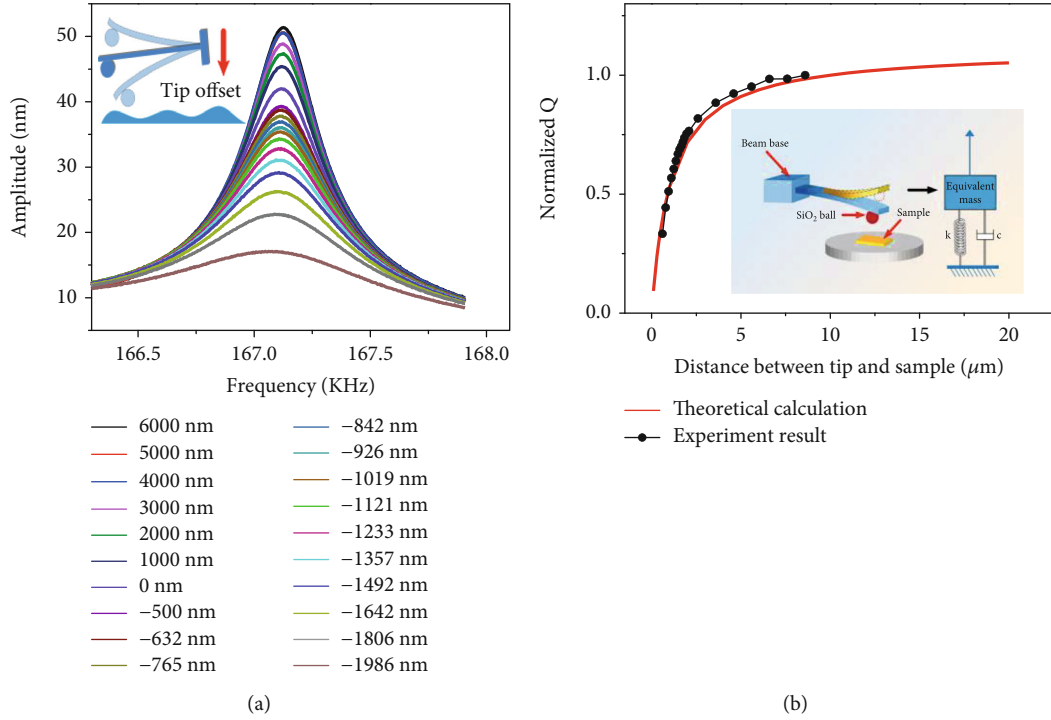 50
40
30
20
10
Amplitude (nm)
Tip offset
166.5
167.0
167.5
168.0
Frequency (KHz)
6000 nm
5000 nm
4000 nm
3000 nm
2000 nm
1000 nm
0 nm
−500 nm
−632 nm
−765 nm
−842 nm
−926 nm
−1019 nm
−1121 nm
−1233 nm
−1357 nm
−1492 nm
−1642 nm
−1806 nm
−1986 nm
(a)
1.0
0.5
0.0
Normalized Q
Beam base
SiO2 ball
Sample
Equivalent
mass
k
c
0
5
10
15
20
Distance between tip and sample (μm)
Theoretical calculation
Experiment result
(b)